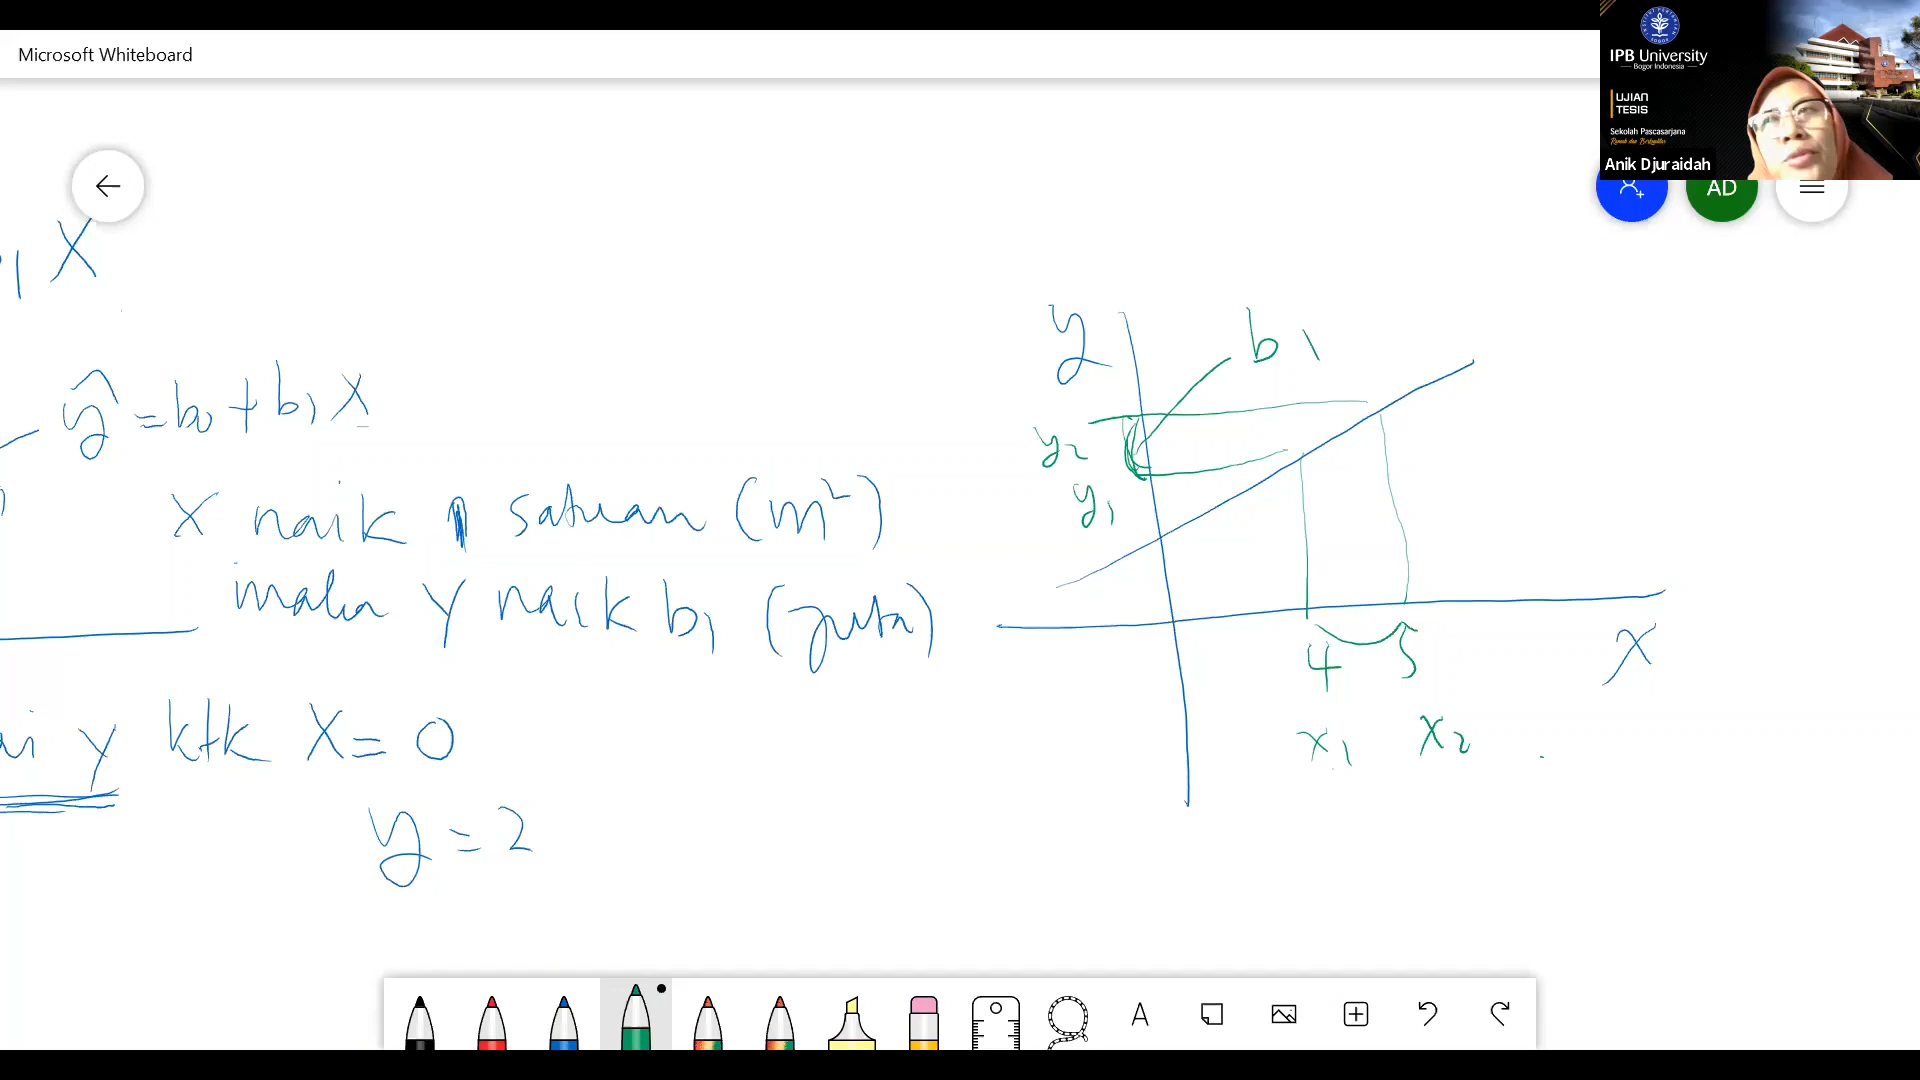 Microsoft Whiteboard
IPB University
Bogor Indonesia
UJIAN
TESIS
Sekolah Pascasarjana
Anik Djuraidah
AD
X
ŷ = b0 + b1 X
X naik 1 satuan (m²)
maka Y naik b1 (juta)
y ktk X = 0
y = 2
y
b1
y2
y1
4 5
X
x1 x2
A